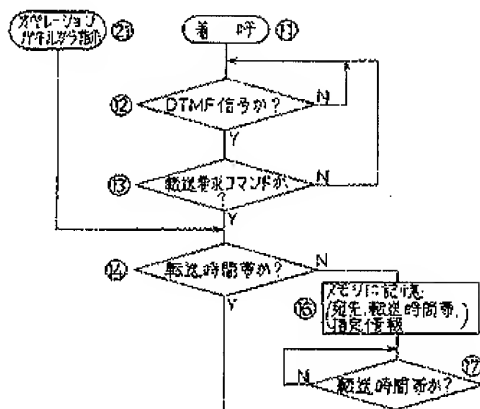 オペレーション
パネルから指示
㉑
着 呼
⑪
DTMF信号か?
N
⑫
Y
転送要求コマンドか
?
N
⑬
Y
転送時間帯か?
N
⑭
Y
メモリに記憶
(宛先,転送時間帯,
指定情報
⑯
転送時間帯か?
N
⑰